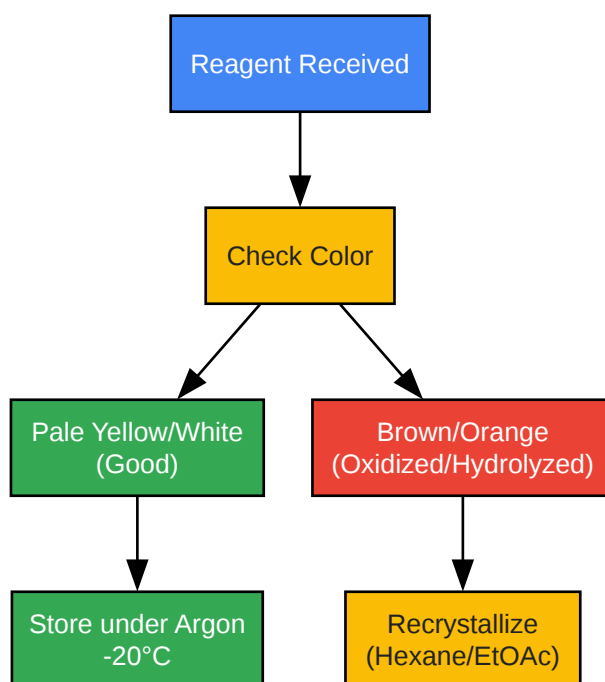 Reagent Received
Check Color
Pale Yellow/White
(Good)
Brown/Orange
(Oxidized/Hydrolyzed)
Store under Argon
-20°C
Recrystallize
(Hexane/EtOAc)